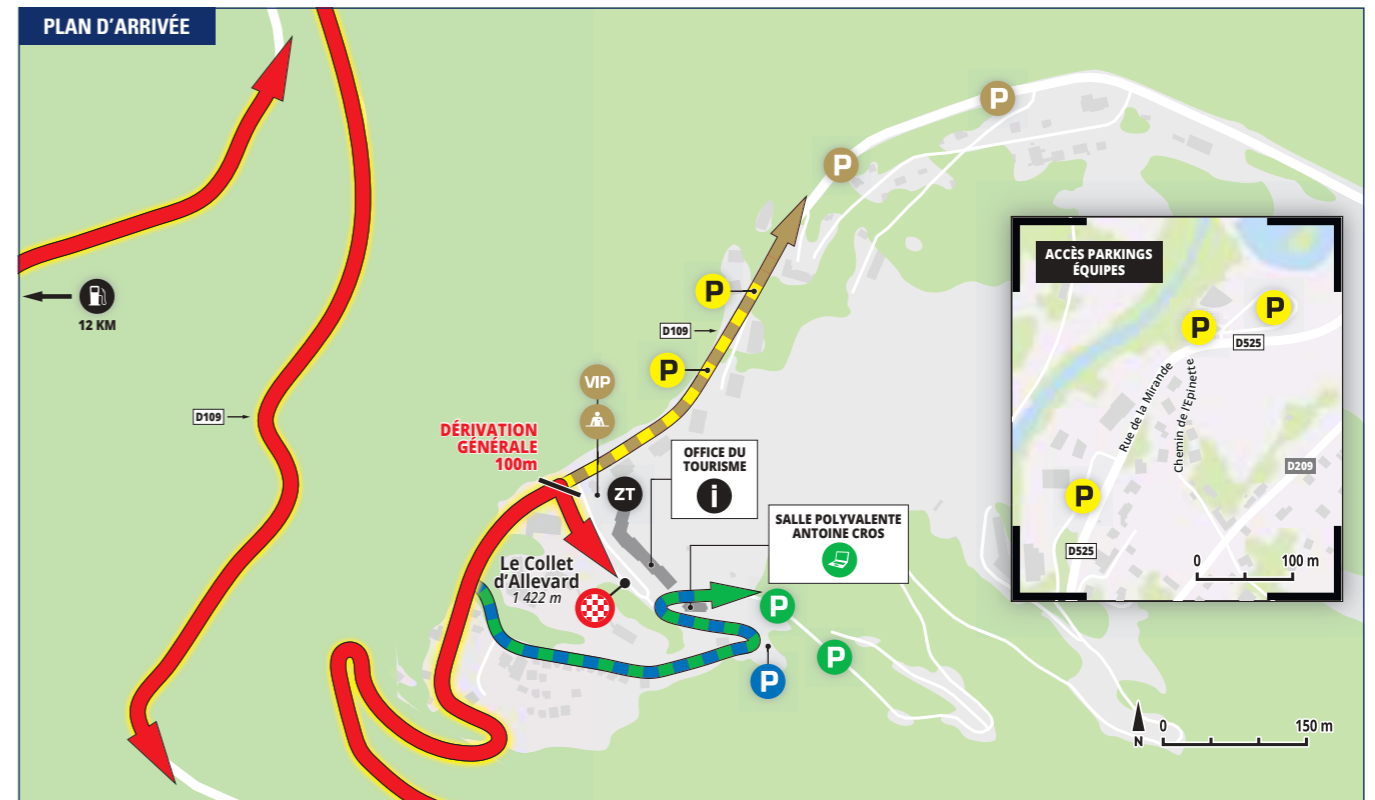 PLAN D'ARRIVÉE
P
P
12 KM
D109
P
D109
P
VIP
DÉRIVATION
GÉNÉRALE
100m
ZT
OFFICE DU
TOURISME
i
SALLE POLYVALENTE
ANTOINE CROS
Le Collet
d'Allevard
1 422 m
P
P
P
N
0
150 m
ACCÈS PARKINGS
ÉQUIPES
P
P
D525
Rue de la Mirande
Chemin de l'Epinette
D209
P
D525
0
100 m